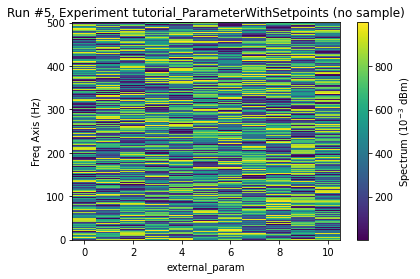 Run #5, Experiment tutorial_ParameterWithSetpoints (no sample)
500
400
300
200
100
0
Freq Axis (Hz)
0 2 4 6 8 10
external_param
800
600
400
200
Spectrum (10⁻³ dBm)